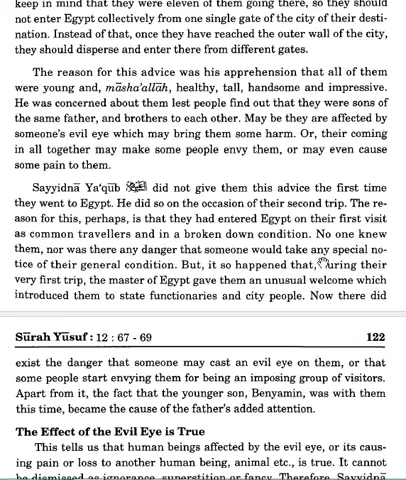 keep in mind that they were eleven of them going there, so they should
not enter Egypt collectively from one single gate of the city of their desti-
nation. Instead of that, once they have reached the outer wall of the city,
they should disperse and enter there from different gates.
The reason for this advice was his apprehension that all of them
were young and, māsha'allāh, healthy, tall, handsome and impressive.
He was concerned about them lest people find out that they were sons of
the same father, and brothers to each other. May be they are affected by
someone's evil eye which may bring them some harm. Or, their coming
in all together may make some people envy them, or may even cause
some pain to them.
Sayyidnā Ya'qūb did not give them this advice the first time
they went to Egypt. He did so on the occasion of their second trip. The re-
ason for this, perhaps, is that they had entered Egypt on their first visit
as common travellers and in a broken down condition. No one knew
them, nor was there any danger that someone would take any special no-
tice of their general condition. But, it so happened that, during their
very first trip, the master of Egypt gave them an unusual welcome which
introduced them to state functionaries and city people. Now there did
Sūrah Yūsuf : 12 : 67 - 69 122
exist the danger that someone may cast an evil eye on them, or that
some people start envying them for being an imposing group of visitors.
Apart from it, the fact that the younger son, Benyamin, was with them
this time, became the cause of the father's added attention.
The Effect of the Evil Eye is True
This tells us that human beings affected by the evil eye, or its caus-
ing pain or loss to another human being, animal etc., is true. It cannot
be dismissed as ignorance, superstition or fancy. Therefore, Sayyidnā